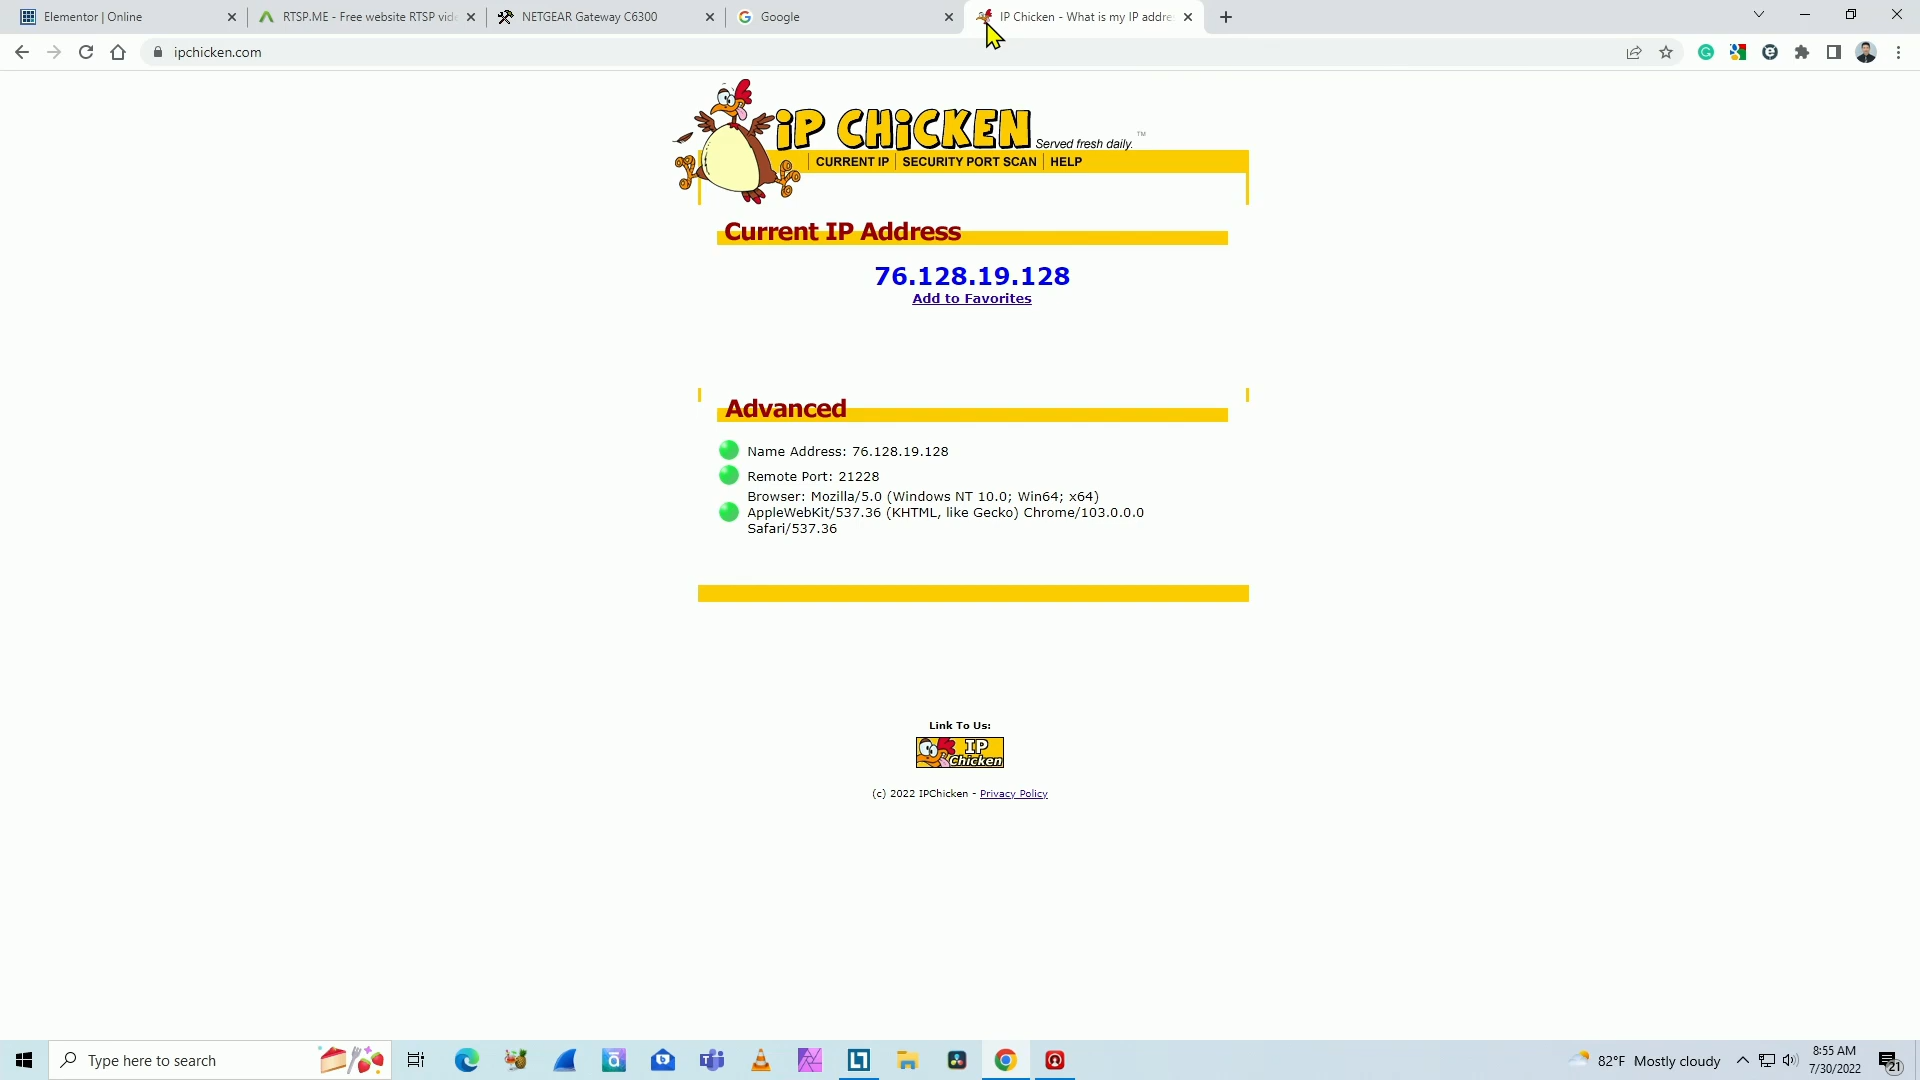 Elementor | Online
RTSP.ME - Free website RTSP vid
NETGEAR Gateway C6300
Google
IP Chicken - What is my IP addre
ipchicken.com
iP CHiCKEN
Served fresh daily. ™
CURRENT IP | SECURITY PORT SCAN | HELP
Current IP Address
76.128.19.128
Add to Favorites
Advanced
Name Address: 76.128.19.128
Remote Port: 21228
Browser: Mozilla/5.0 (Windows NT 10.0; Win64; x64)
AppleWebKit/537.36 (KHTML, like Gecko) Chrome/103.0.0.0
Safari/537.36
Link To Us:
IP
Chicken
(c) 2022 IPChicken - Privacy Policy
Type here to search
82°F Mostly cloudy
8:55 AM
7/30/2022
21